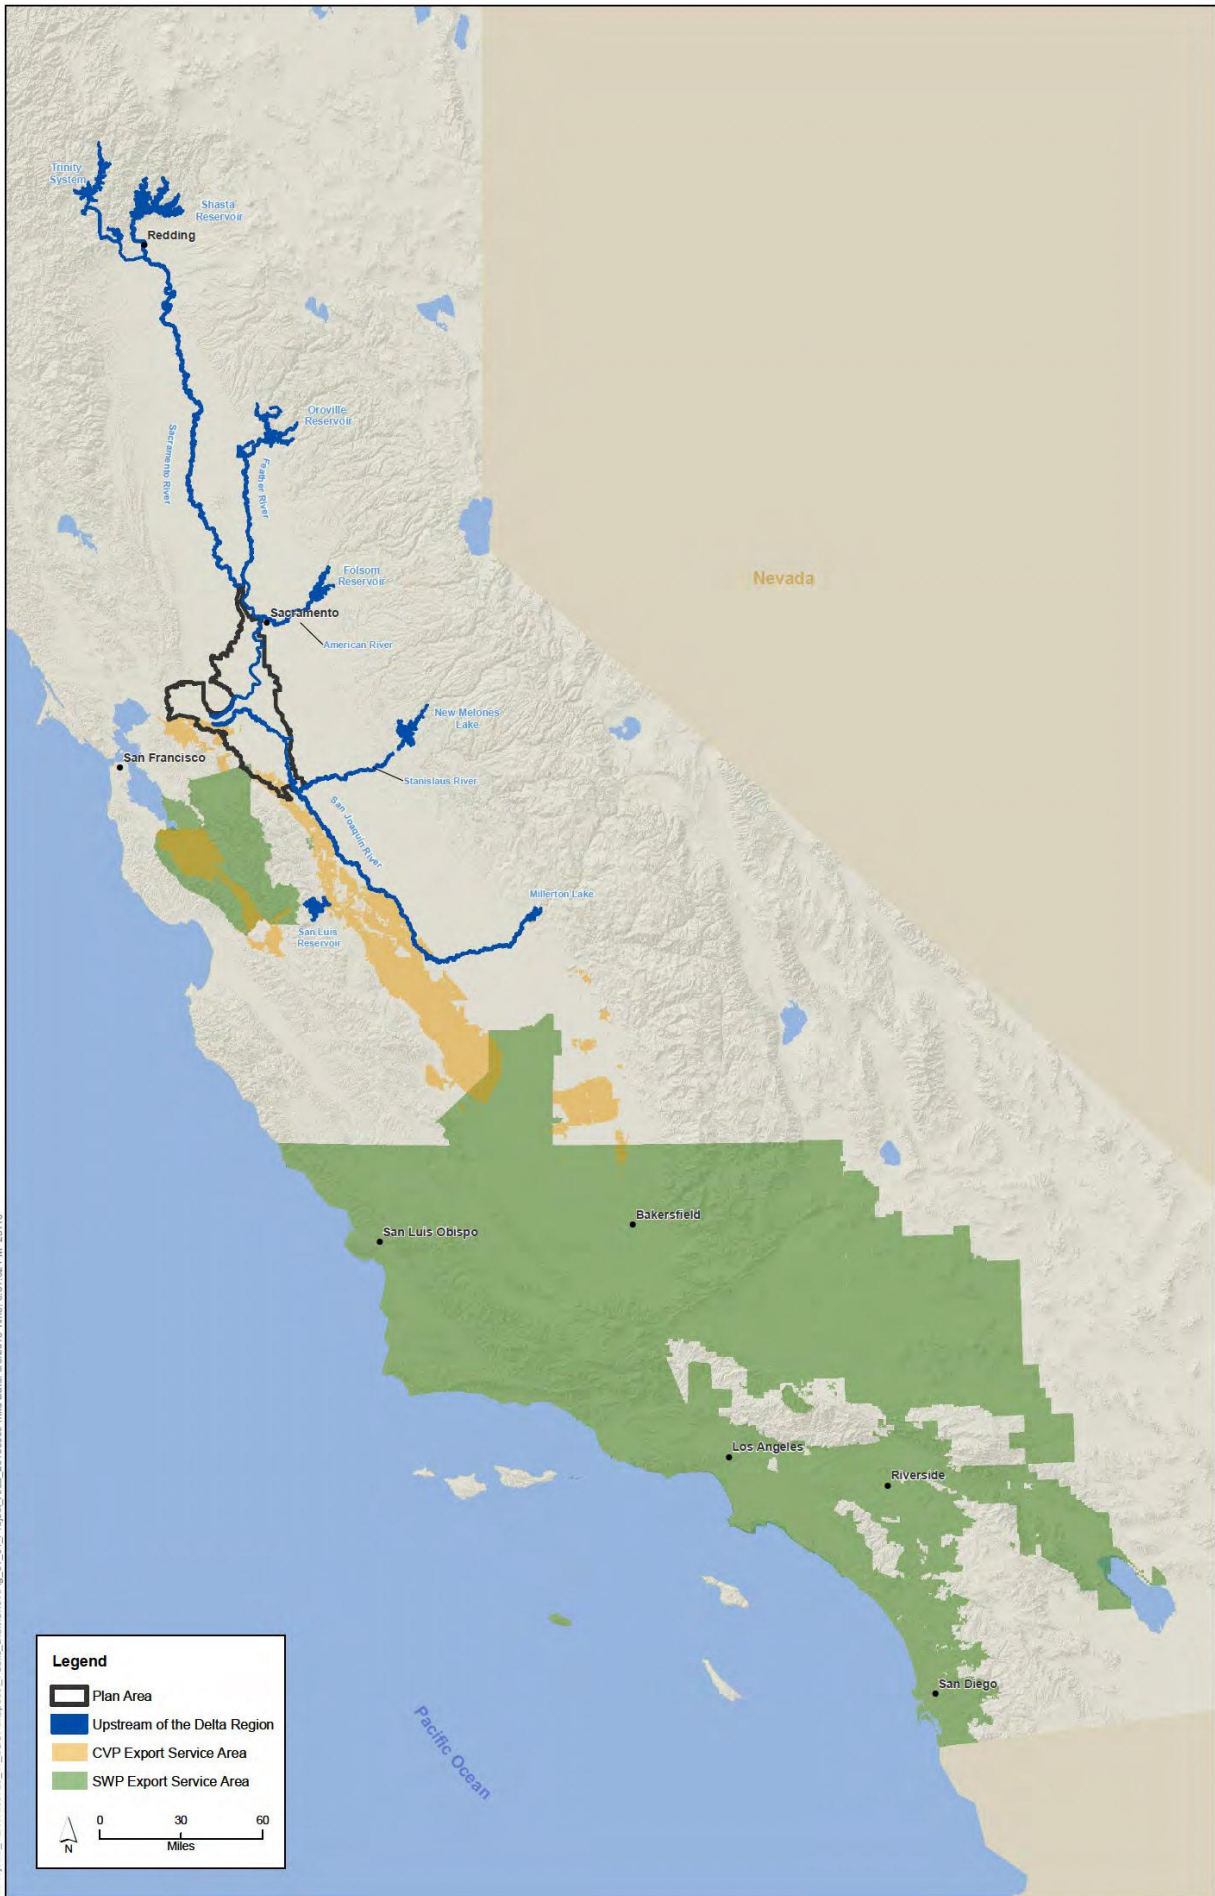 Trinity
System
Shasta
Reservoir
Redding
Oroville
Reservoir
Sacramento River
Feather River
Folsom
Reservoir
Nevada
Sacramento
American River
New Melones
Lake
San Francisco
Stanislaus River
San Joaquin River
Millerton Lake
San Luis
Reservoir
Bakersfield
San Luis Obispo
Los Angeles
Riverside
San Diego
Pacific Ocean
Legend
Plan Area
Upstream of the Delta Region
CVP Export Service Area
SWP Export Service Area
0 30 60
Miles
N